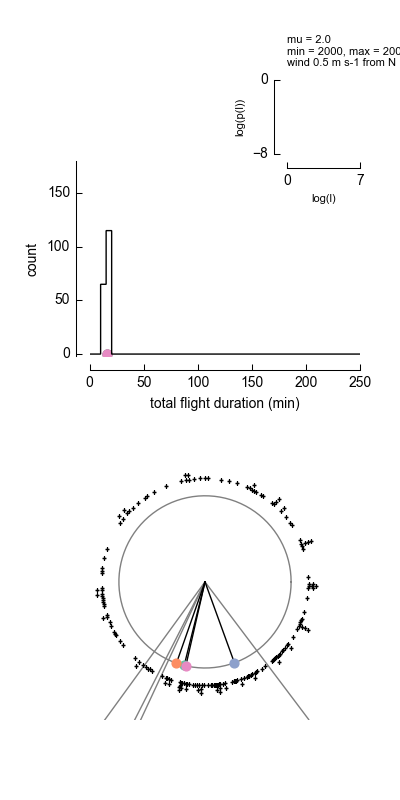 mu = 2.0
min = 2000, max = 200
wind 0.5 m s-1 from N
0
log(p(l))
−8
0 7
log(l)
150
100
50
0
count
0 50 100 150 200 250
total flight duration (min)